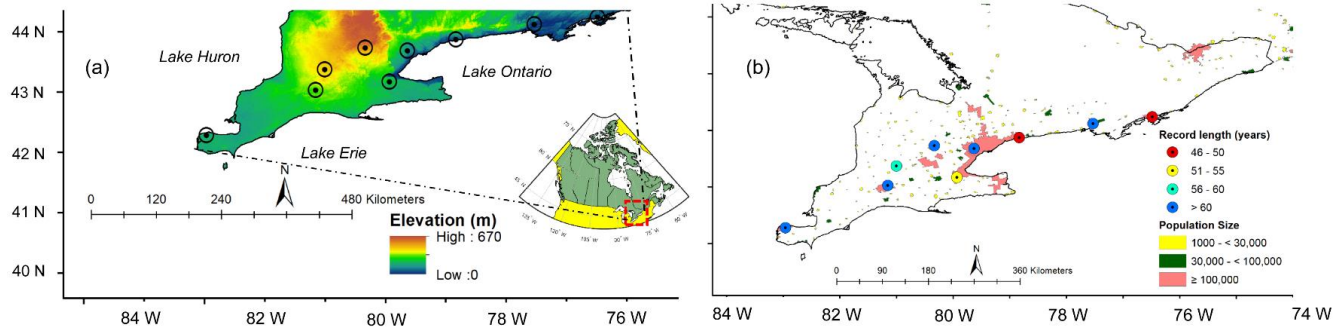 (a)
Lake Huron
Lake Ontario
Lake Erie
44 N
43 N
42 N
41 N
40 N
0 120 240 480 Kilometers
N
Elevation (m)
High : 670
Low :0
84 W 82 W 80 W 78 W 76 W
(b)
Record length (years)
46 - 50
51 - 55
56 - 60
> 60
Population Size
1000 - < 30,000
30,000 - < 100,000
≥ 100,000
N
0 90 180 360 Kilometers
84 W 82 W 80 W 78 W 76 W 74 W